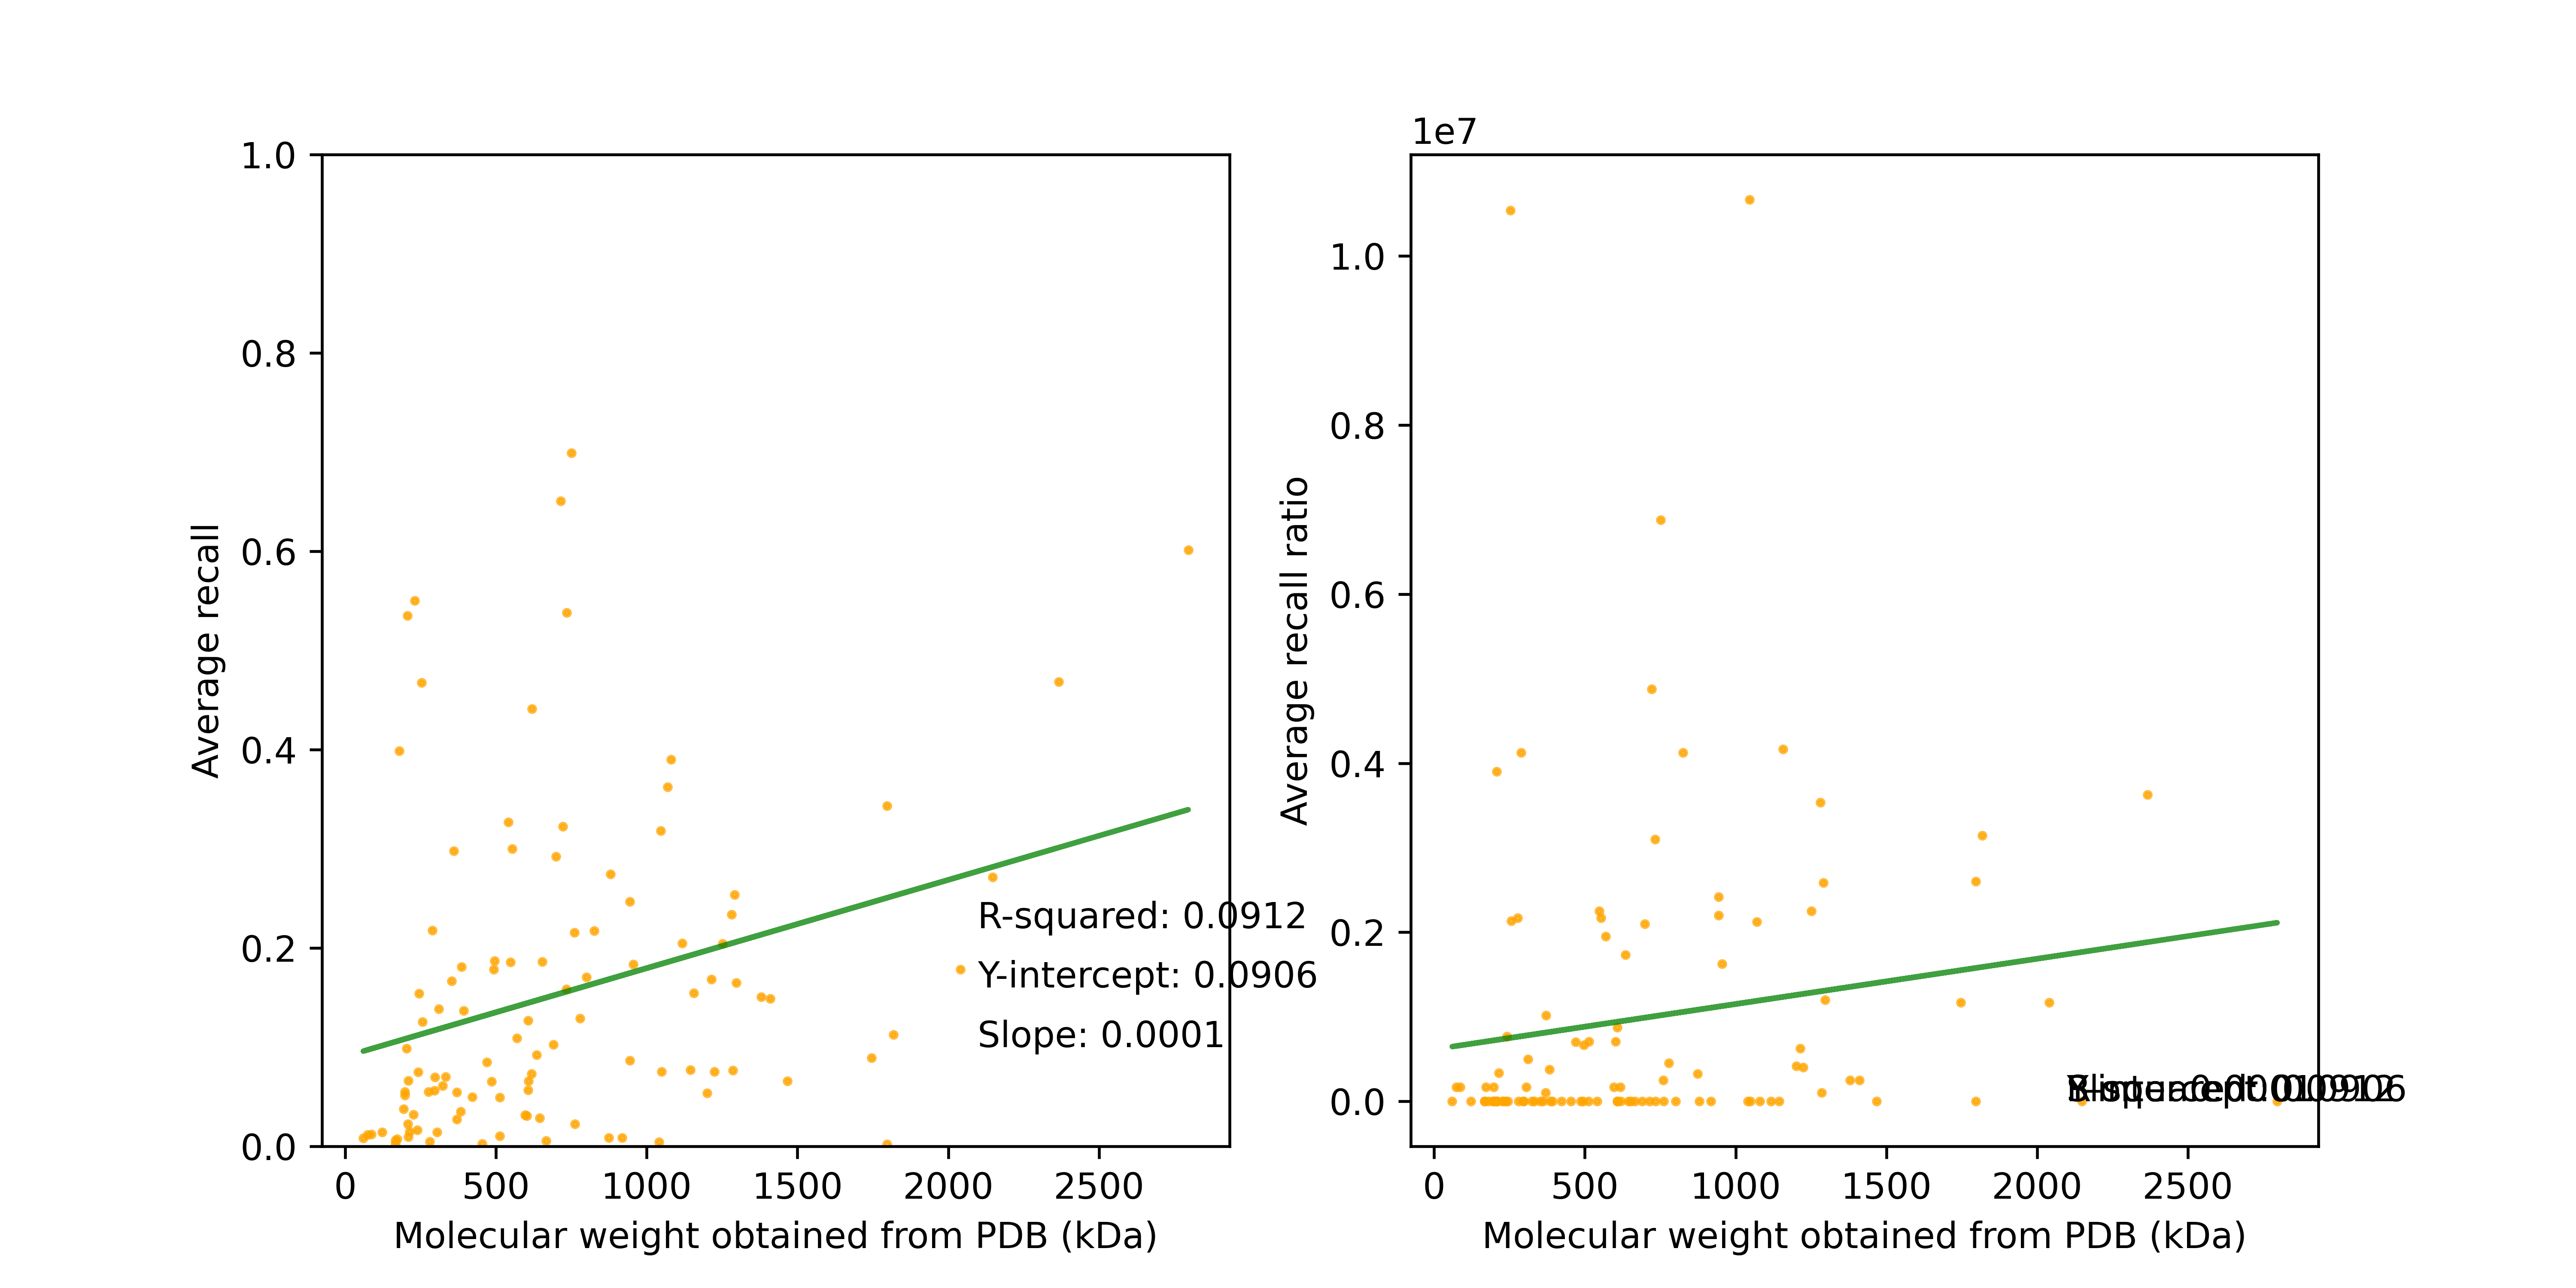 1.0
0.8
0.6
0.4
0.2
0.0
Average recall
R-squared: 0.0912
Y-intercept: 0.0906
Slope: 0.0001
0 500 1000 1500 2000 2500
Molecular weight obtained from PDB (kDa)
1e7
1.0
0.8
0.6
0.4
0.2
0.0
Average recall ratio
0 500 1000 1500 2000 2500
Molecular weight obtained from PDB (kDa)